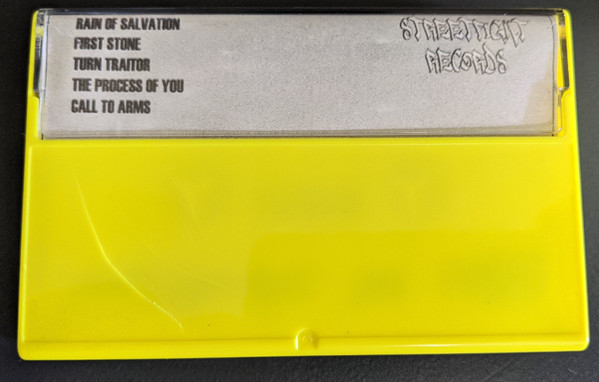 RAIN OF SALVATION
FIRST STONE
TURN TRAITOR
THE PROCESS OF YOU
CALL TO ARMS
RECORDS